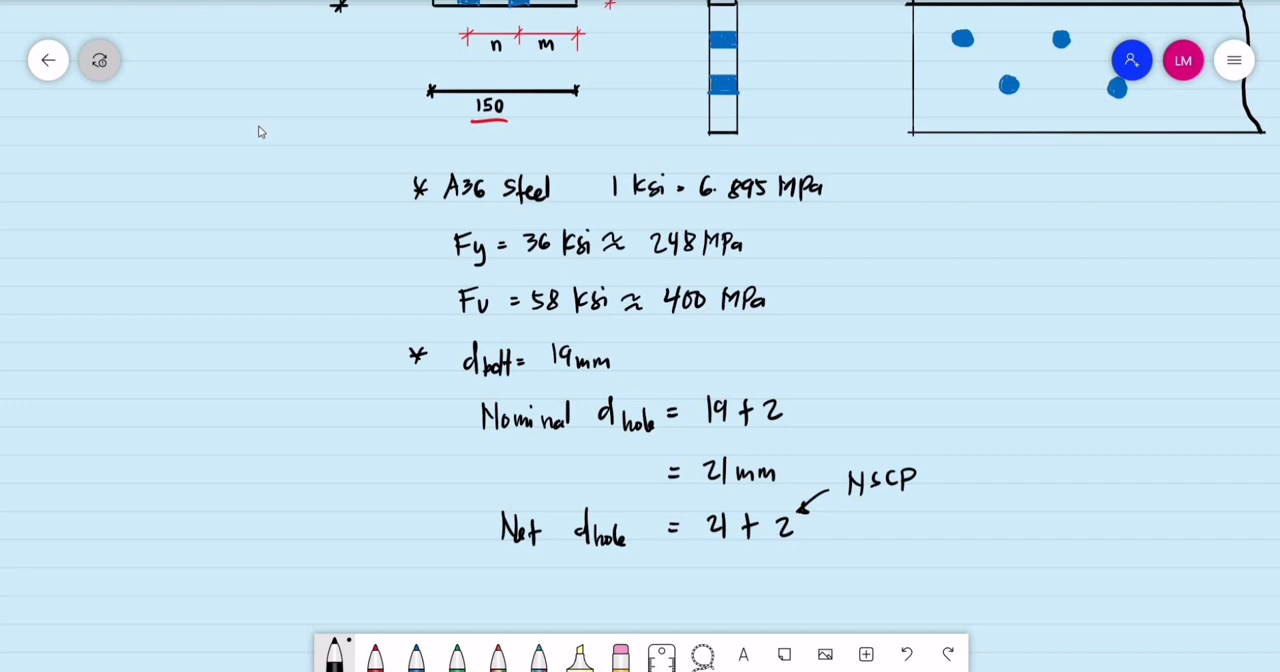 n m
150
LM
* A36 steel 1 ksi = 6.895 MPa
Fy = 36 ksi ≈ 248 MPa
Fu = 58 ksi ≈ 400 MPa
* dbolt = 19mm
Nominal dhole = 19 + 2
= 21 mm
NSCP
Net dhole = 21 + 2
A